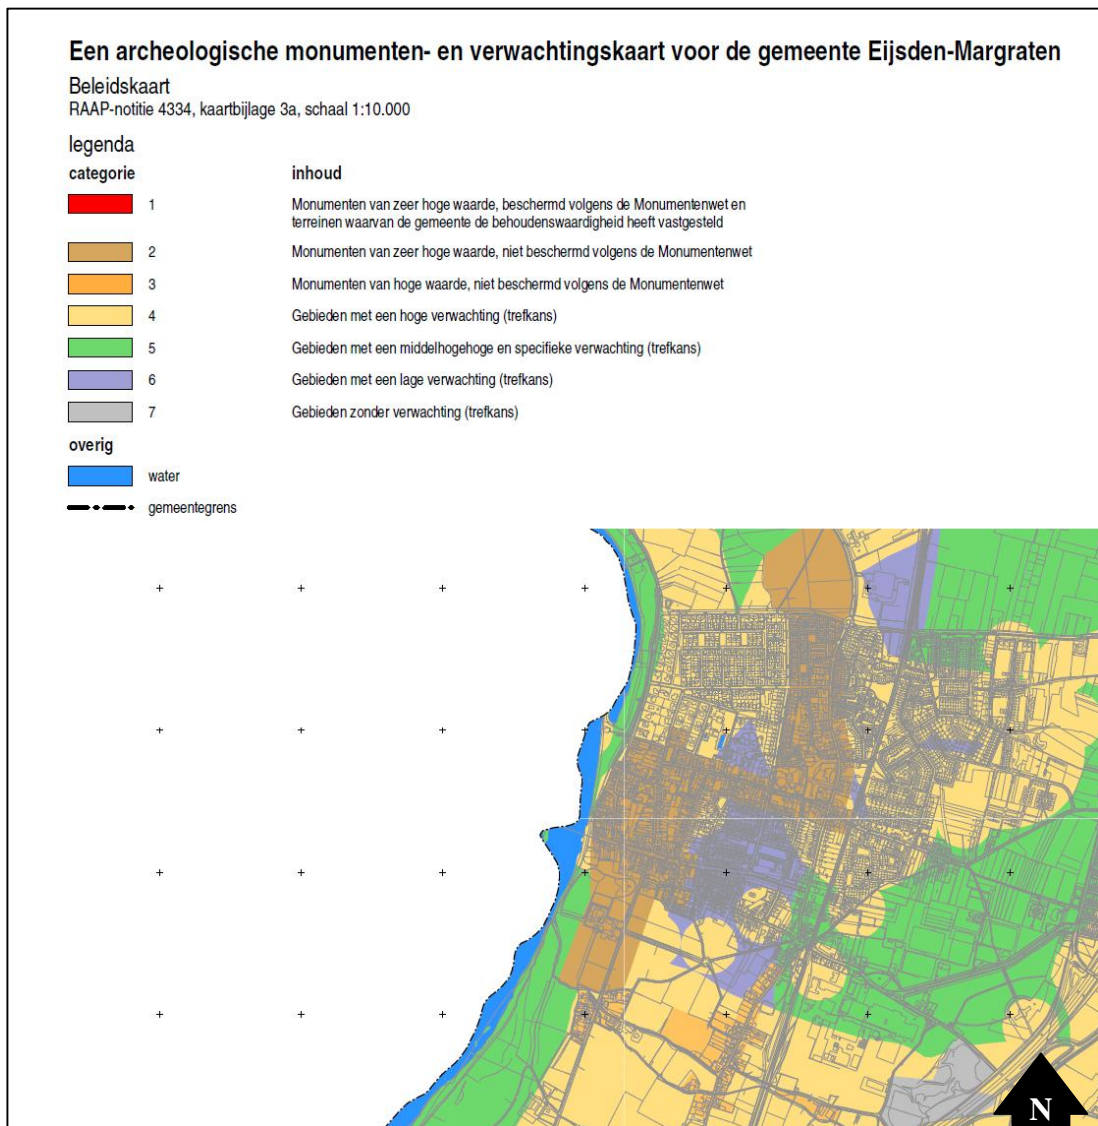 Een archeologische monumenten- en verwachtingskaart voor de gemeente Eijsden-Margraten
Beleidskaart
RAAP-notitie 4334, kaartbijlage 3a, schaal 1:10.000
legenda
categorie inhoud
1 Monumenten van zeer hoge waarde, beschermd volgens de Monumentenwet en
terreinen waarvan de gemeente de behoudenswaardigheid heeft vastgesteld
2 Monumenten van zeer hoge waarde, niet beschermd volgens de Monumentenwet
3 Monumenten van hoge waarde, niet beschermd volgens de Monumentenwet
4 Gebieden met een hoge verwachting (trefkans)
5 Gebieden met een middelhogehoge en specifieke verwachting (trefkans)
6 Gebieden met een lage verwachting (trefkans)
7 Gebieden zonder verwachting (trefkans)
overig
water
gemeentegrens
N